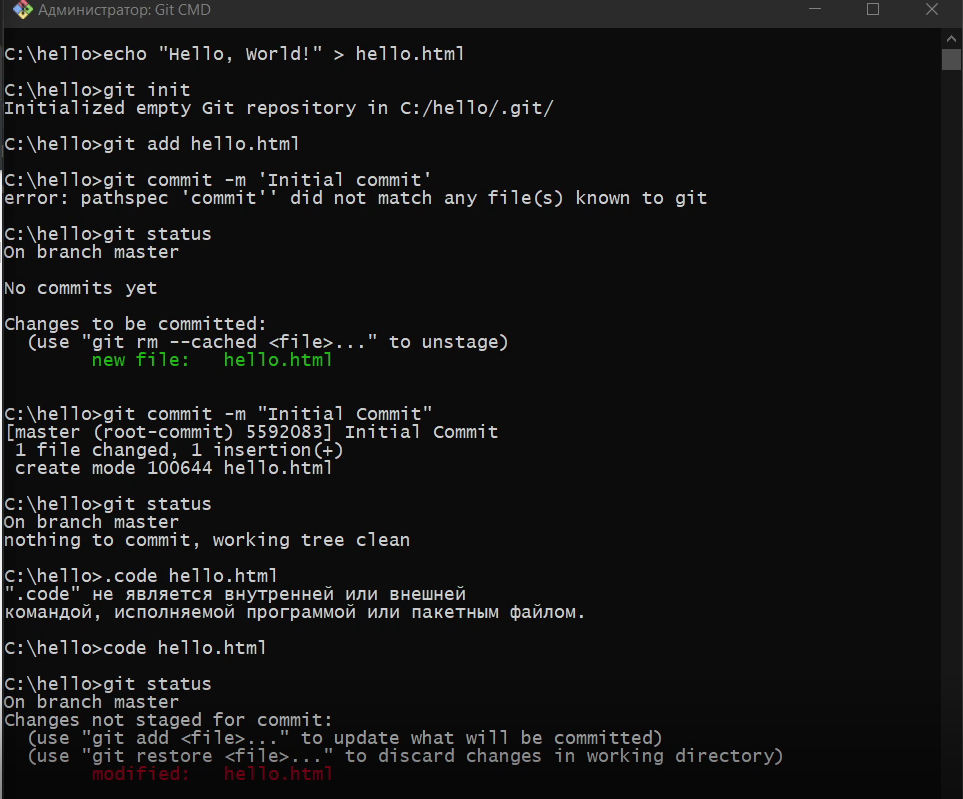 Администратор: Git CMD
C:\hello>echo "Hello, World!" > hello.html
C:\hello>git init
Initialized empty Git repository in C:/hello/.git/
C:\hello>git add hello.html
C:\hello>git commit -m 'Initial commit'
error: pathspec 'commit'' did not match any file(s) known to git
C:\hello>git status
On branch master
No commits yet
Changes to be committed:
  (use "git rm --cached <file>..." to unstage)
        new file:   hello.html
C:\hello>git commit -m "Initial Commit"
[master (root-commit) 5592083] Initial Commit
 1 file changed, 1 insertion(+)
 create mode 100644 hello.html
C:\hello>git status
On branch master
nothing to commit, working tree clean
C:\hello>.code hello.html
".code" не является внутренней или внешней
командой, исполняемой программой или пакетным файлом.
C:\hello>code hello.html
C:\hello>git status
On branch master
Changes not staged for commit:
  (use "git add <file>..." to update what will be committed)
  (use "git restore <file>..." to discard changes in working directory)
        modified:   hello.html